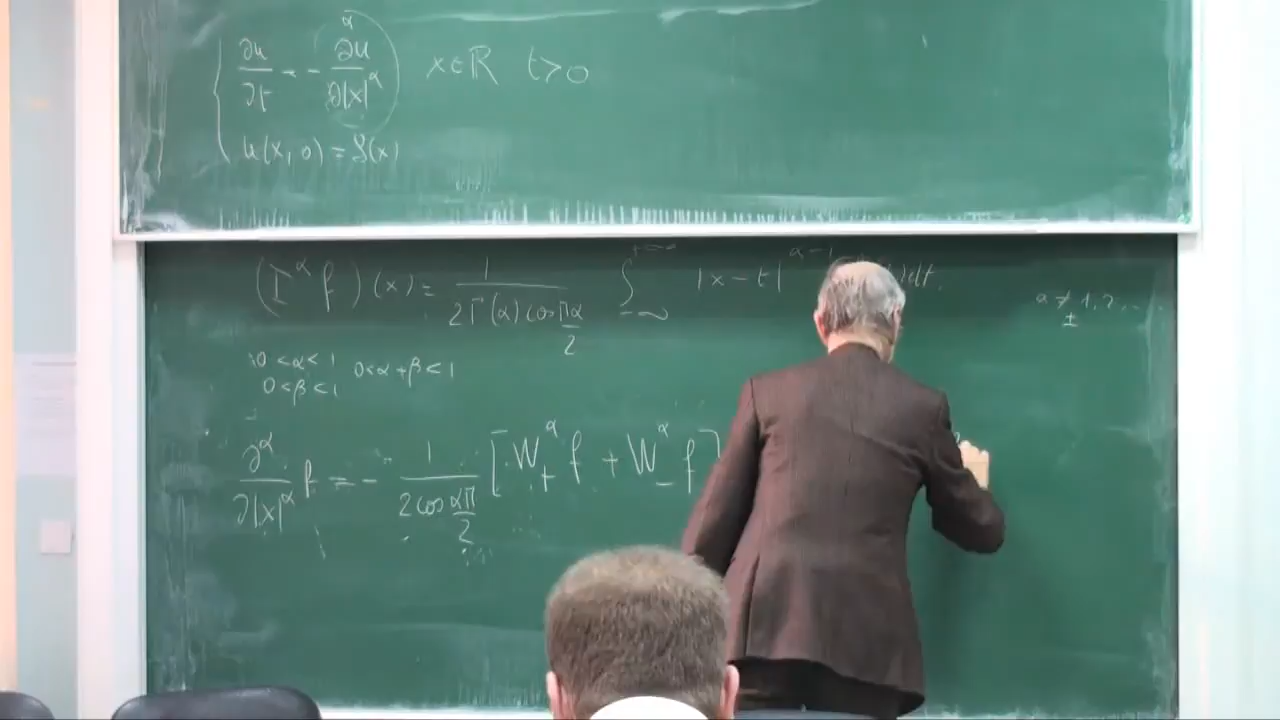 ∂u/∂t = - ∂^α u/∂|x|^α x∈ℝ t>0
u(x,0) = f(x)
(I^α f)(x) = 1/(2Γ(α) cos πα/2) ∫_{-∞}^{+∞} |x-t|^{α-1} dt.
α ≠ 1, 2, ...
±
0<α<1 0<α+β<1
0<β<1
∂^α/∂|x|^α f = - 1/(2cos απ/2) [W_+^α f + W_-^α f]